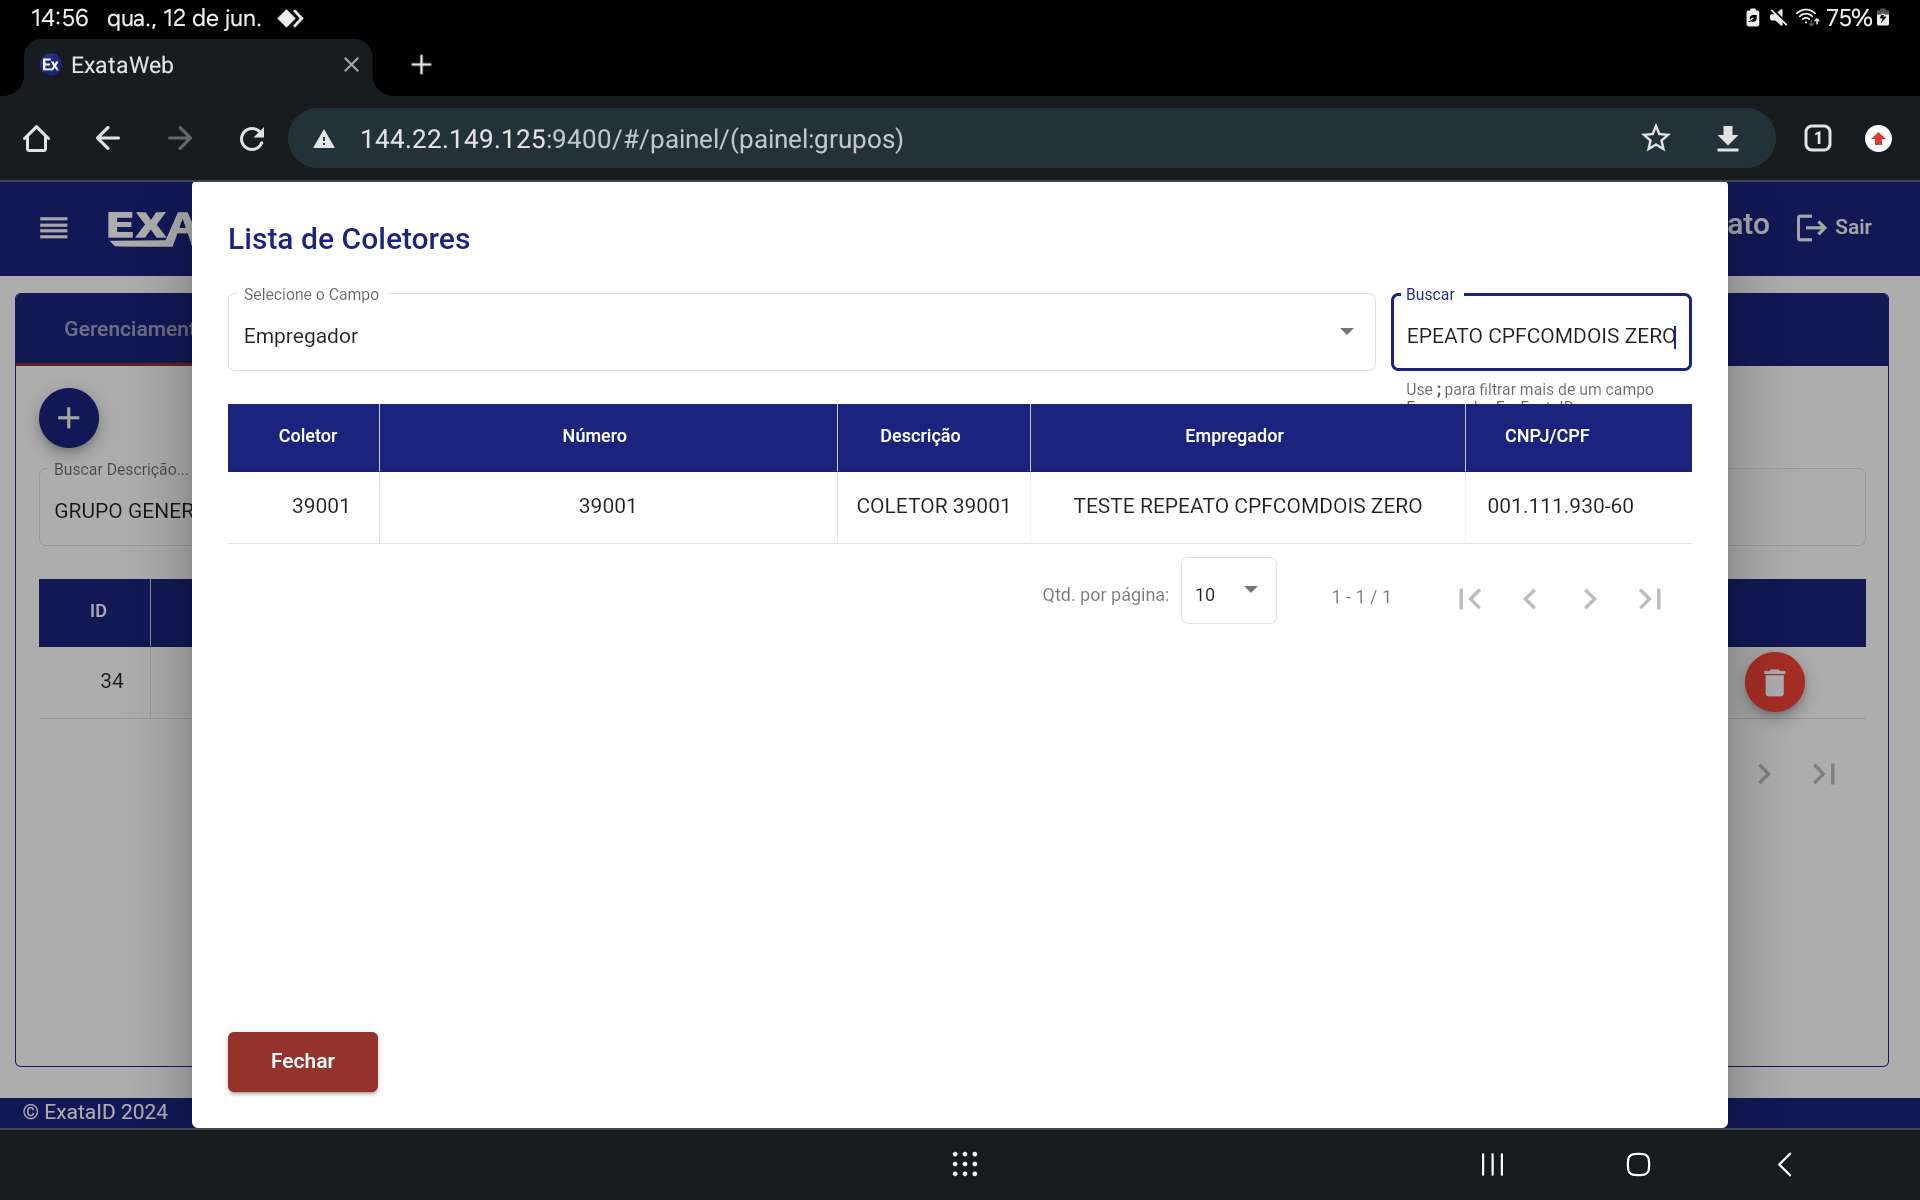 14:56 qua., 12 de jun. 75%
Ex ExataWeb
144.22.149.125:9400/#/painel/(painel:grupos) 1
EXA
ato Sair
Lista de Coletores
Selecione o Campo
Empregador
Buscar
EPEATO CPFCOMDOIS ZERO
Use ; para filtrar mais de um campo
Gerenciament
Buscar Descrição...
GRUPO GENER
Coletor Número Descrição Empregador CNPJ/CPF
39001 39001 COLETOR 39001 TESTE REPEATO CPFCOMDOIS ZERO 001.111.930-60
Qtd. por página: 10 1 - 1 / 1
ID
34
Fechar
© ExataID 2024